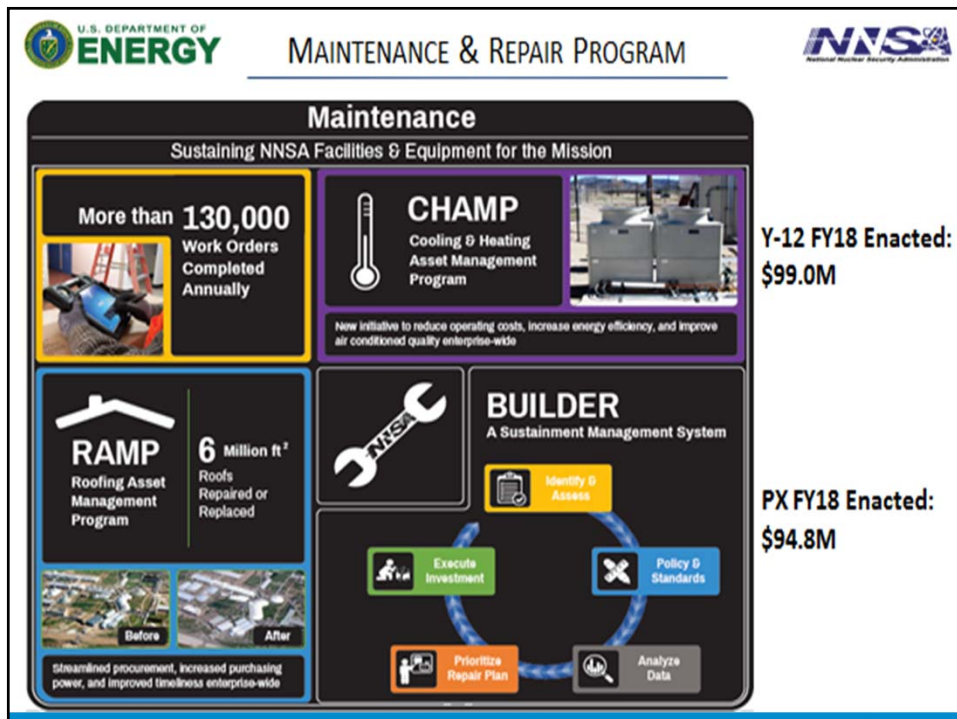 U.S. DEPARTMENT OF
ENERGY
MAINTENANCE & REPAIR PROGRAM
NNSA
National Nuclear Security Administration
Maintenance
Sustaining NNSA Facilities & Equipment for the Mission
More than 130,000
Work Orders
Completed
Annually
CHAMP
Cooling & Heating
Asset Management
Program
New initiative to reduce operating costs, increase energy efficiency, and improve
air conditioned quality enterprise-wide
Y-12 FY18 Enacted:
$99.0M
RAMP
Roofing Asset
Management
Program
6 Million ft²
Roofs
Repaired or
Replaced
Before
After
Streamlined procurement, increased purchasing
power, and improved timeliness enterprise-wide
NNSA
BUILDER
A Sustainment Management System
Identify &
Assess
Policy &
Standards
Analyze
Data
Prioritize
Repair Plan
Execute
Investment
PX FY18 Enacted:
$94.8M